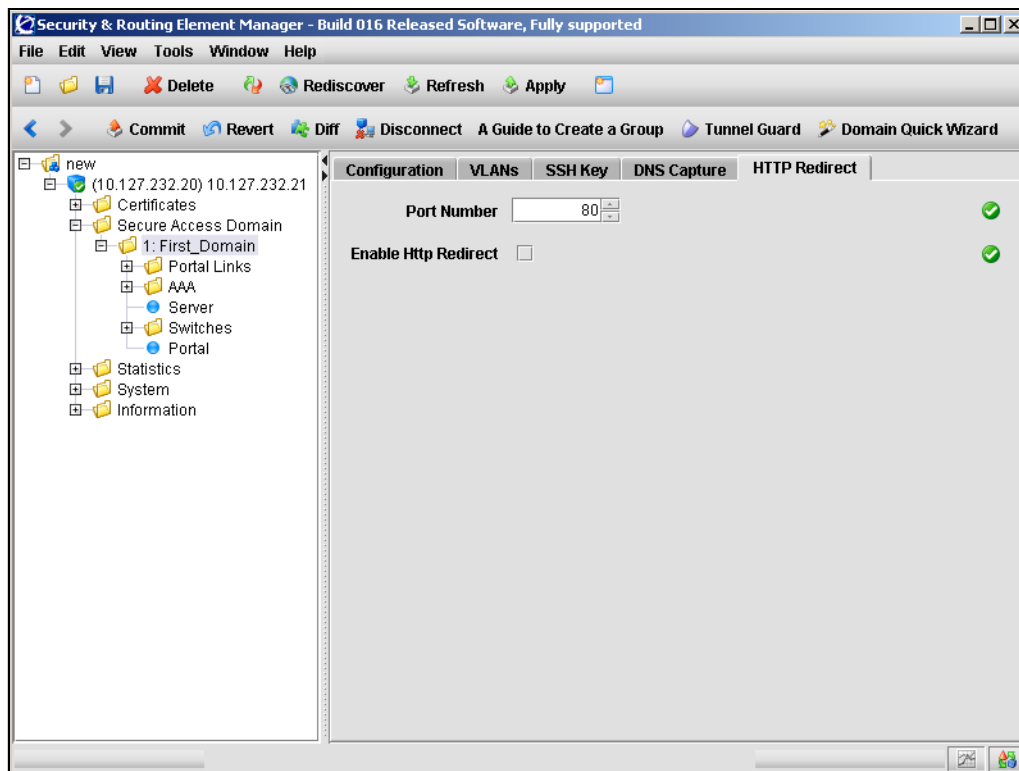 Security & Routing Element Manager - Build 016 Released Software, Fully supported
File Edit View Tools Window Help
Delete Rediscover Refresh Apply
Commit Revert Diff Disconnect A Guide to Create a Group Tunnel Guard Domain Quick Wizard
new
(10.127.232.20) 10.127.232.21
Certificates
Secure Access Domain
1: First_Domain
Portal Links
AAA
Server
Switches
Portal
Statistics
System
Information
Configuration VLANs SSH Key DNS Capture HTTP Redirect
Port Number 80
Enable Http Redirect